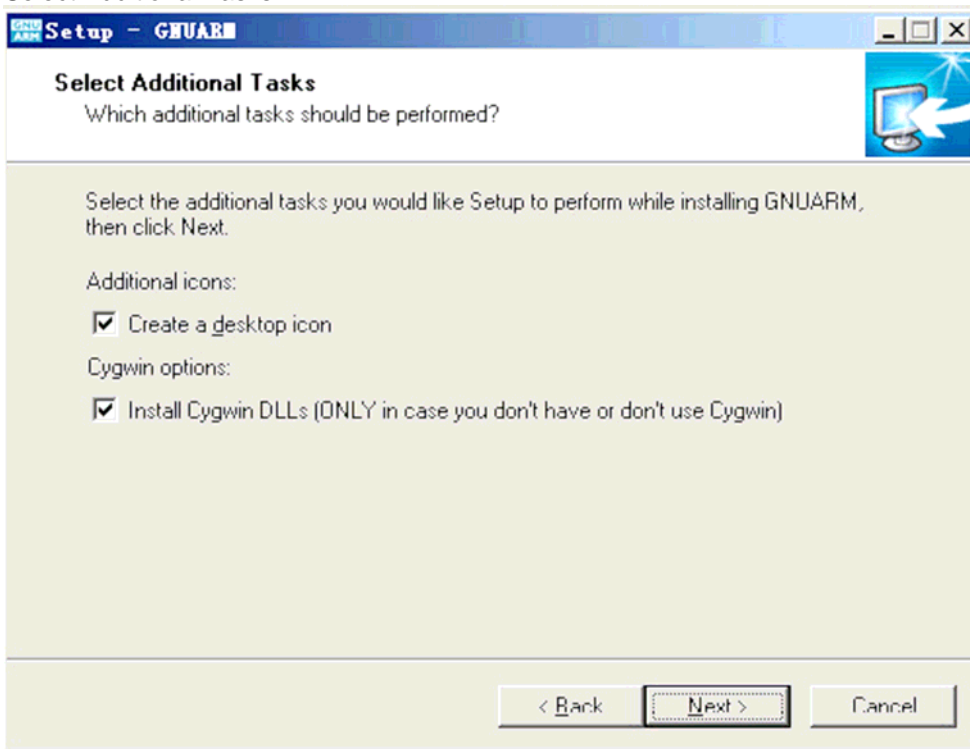 GNU
ARM
Setup - GNUARM
Select Additional Tasks
Which additional tasks should be performed?
Select the additional tasks you would like Setup to perform while installing GNUARM,
then click Next.
Additional icons:
Create a desktop icon
Cygwin options:
Install Cygwin DLLs (ONLY in case you don't have or don't use Cygwin)
< Back
Next >
Cancel